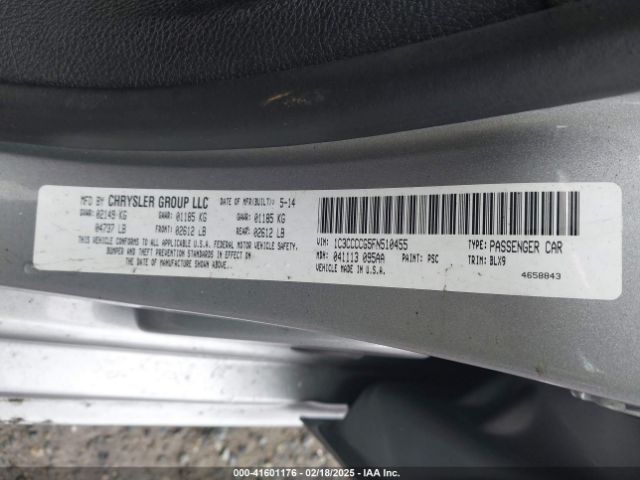 MFD BY CHRYSLER GROUP LLC DATE OF MFR(BUILT): 5-14
GVWR: 02149 KG GAWR: 01185 KG GAWR: 01185 KG
04737 LB FRONT: 02612 LB REAR: 02612 LB
THIS VEHICLE CONFORMS TO ALL APPLICABLE U.S.A. FEDERAL MOTOR VEHICLE SAFETY,
BUMPER AND THEFT PREVENTION STANDARDS IN EFFECT ON
THE DATE OF MANUFACTURE SHOWN ABOVE.
VIN: 1C3CCCCG5FN510455 TYPE: PASSENGER CAR
MDH: 041113 095AA PAINT: PSC TRIM: BLX9
VEHICLE MADE IN U.S.A.
4658843
000-41601176 - 02/18/2025 - IAA Inc.